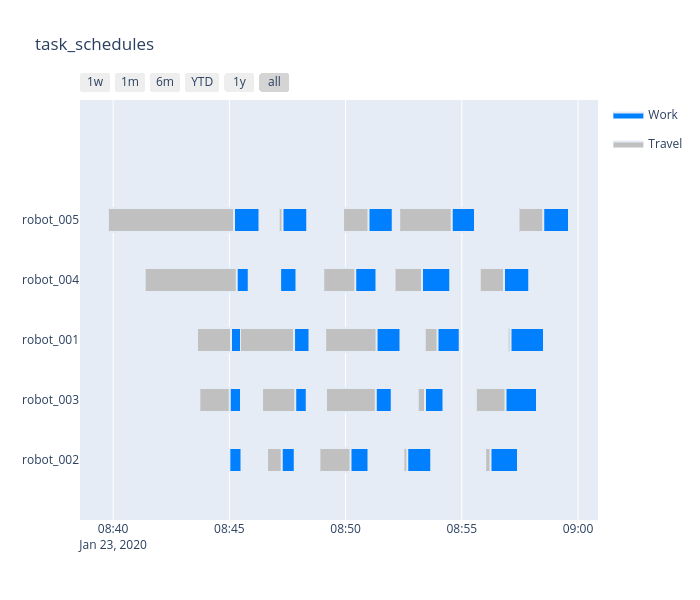 task_schedules
1w 1m 6m YTD 1y all
Work
Travel
robot_005
robot_004
robot_001
robot_003
robot_002
08:40 08:45 08:50 08:55 09:00
Jan 23, 2020